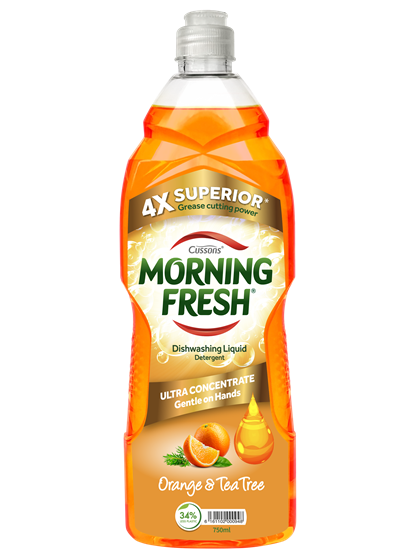 4X SUPERIOR*
Grease cutting power
Cussons®
MORNING
FRESH®
Dishwashing Liquid
Detergent
ULTRA CONCENTRATE
Gentle on Hands
Orange & Tea Tree
34%
750ml